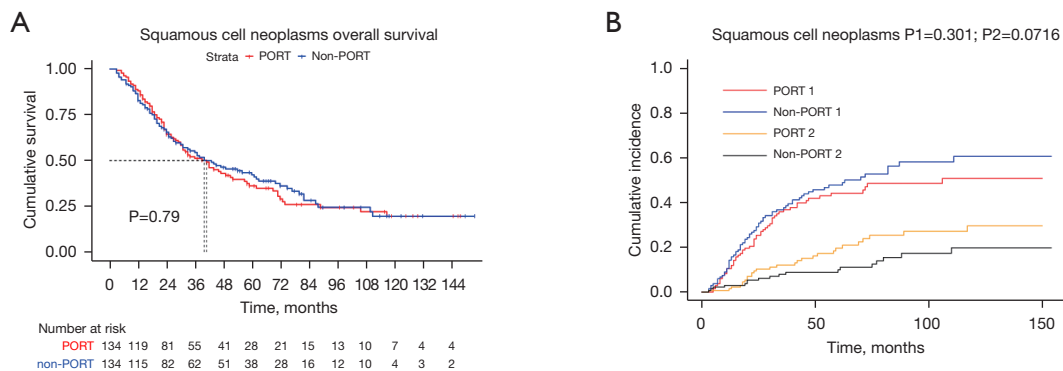 A
Squamous cell neoplasms overall survival
Strata PORT Non-PORT
Cumulative survival
1.00
0.75
0.50
0.25
0.00
P=0.79
0 12 24 36 48 60 72 84 96 108 120 132 144
Time, months
Number at risk
PORT 134 119 81 55 41 28 21 15 13 10 7 4 4
non-PORT 134 115 82 62 51 38 28 16 12 10 4 3 2
B
Squamous cell neoplasms P1=0.301; P2=0.0716
Cumulative incidence
1.0
0.8
0.6
0.4
0.2
0.0
PORT 1
Non-PORT 1
PORT 2
Non-PORT 2
0 50 100 150
Time, months